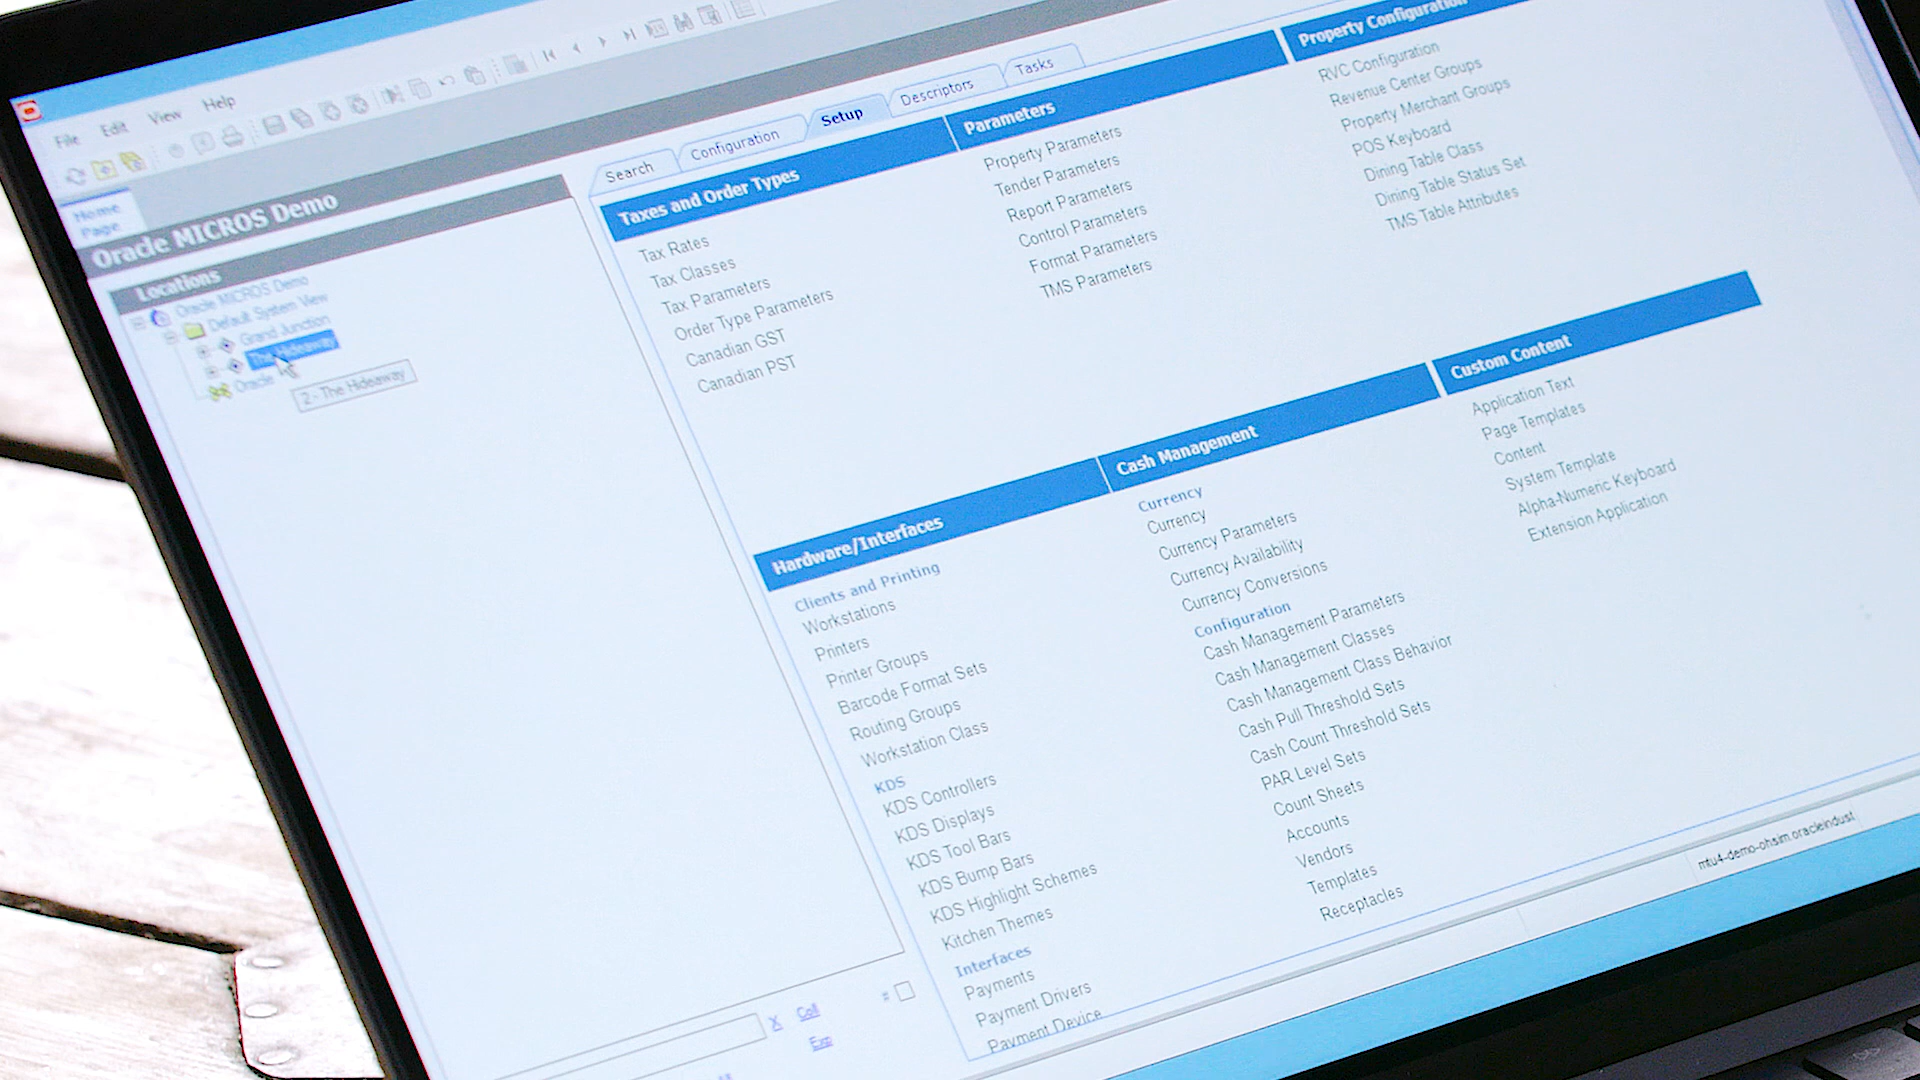 File Edit View Help
Home Page
Oracle MICROS Demo
Locations
Oracle MICROS Demo
Default System View
Grand Junction
The Hideaway
Oracle
2 - The Hideaway
X Coll
Exp
#
Search Configuration Setup Descriptors Tasks
Taxes and Order Types
Tax Rates
Tax Classes
Tax Parameters
Order Type Parameters
Canadian GST
Canadian PST
Parameters
Property Parameters
Tender Parameters
Report Parameters
Control Parameters
Format Parameters
TMS Parameters
Property Configuration
RVC Configuration
Revenue Center Groups
Property Merchant Groups
POS Keyboard
Dining Table Class
Dining Table Status Set
TMS Table Attributes
Hardware/Interfaces
Clients and Printing
Workstations
Printers
Printer Groups
Barcode Format Sets
Routing Groups
Workstation Class
KDS
KDS Controllers
KDS Displays
KDS Tool Bars
KDS Bump Bars
KDS Highlight Schemes
Kitchen Themes
Interfaces
Payments
Payment Drivers
Payment Device
Cash Management
Currency
Currency
Currency Parameters
Currency Availability
Currency Conversions
Configuration
Cash Management Parameters
Cash Management Classes
Cash Management Class Behavior
Cash Pull Threshold Sets
Cash Count Threshold Sets
PAR Level Sets
Count Sheets
Accounts
Vendors
Templates
Receptacles
Custom Content
Application Text
Page Templates
Content
System Template
Alpha-Numeric Keyboard
Extension Application
mtu4-demo-ohsim.oracleindust